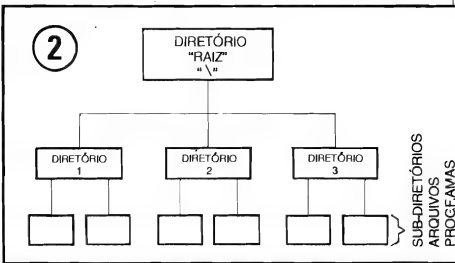 2
DIRETÓRIO
"RAIZ"
"\"
DIRETÓRIO
1
DIRETÓRIO
2
DIRETÓRIO
3
SUB-DIRETÓRIOS
ARQUIVOS
PROGRAMAS